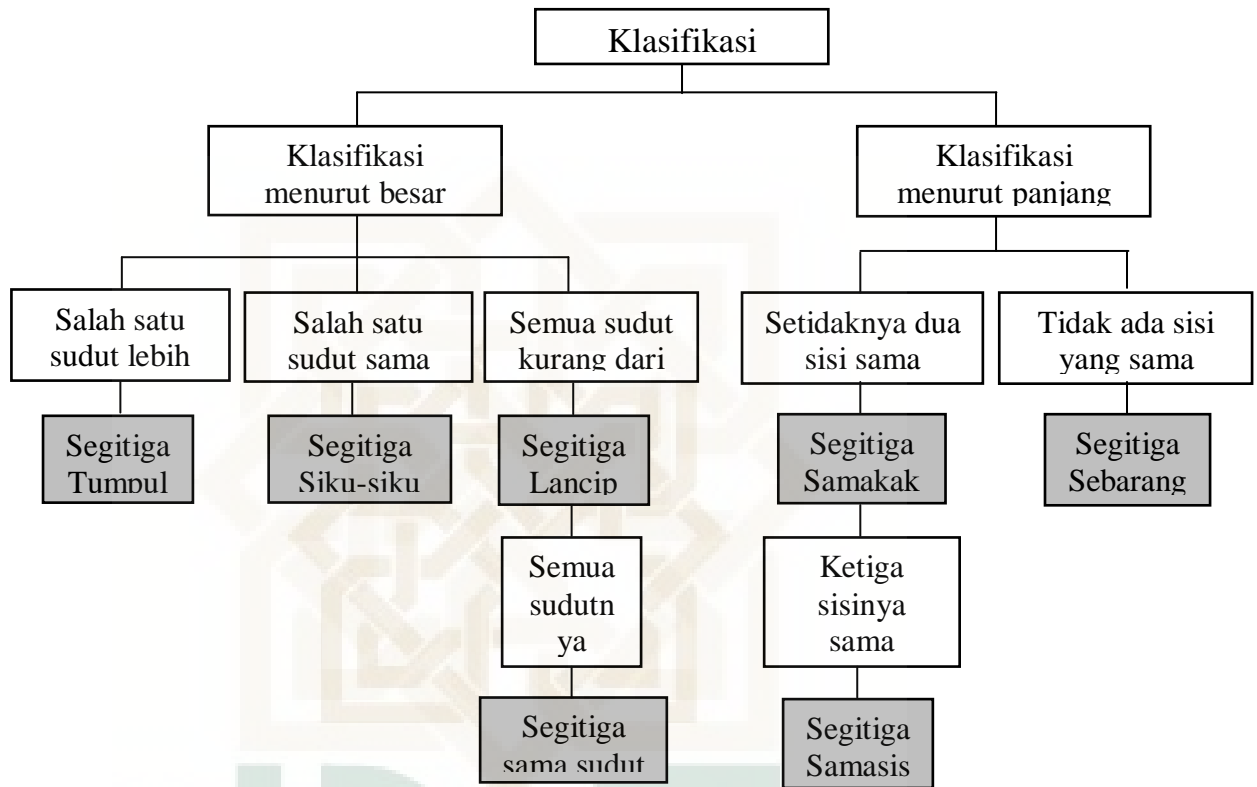 Klasifikasi
Klasifikasi
menurut besar
Klasifikasi
menurut panjang
Salah satu
sudut lebih
Salah satu
sudut sama
Semua sudut
kurang dari
Setidaknya dua
sisi sama
Tidak ada sisi
yang sama
Segitiga
Tumpul
Segitiga
Siku-siku
Segitiga
Lancip
Segitiga
Samakak
Segitiga
Sebarang
Semua
sudutn
ya
Ketiga
sisinya
sama
Segitiga
sama sudut
Segitiga
Samasis